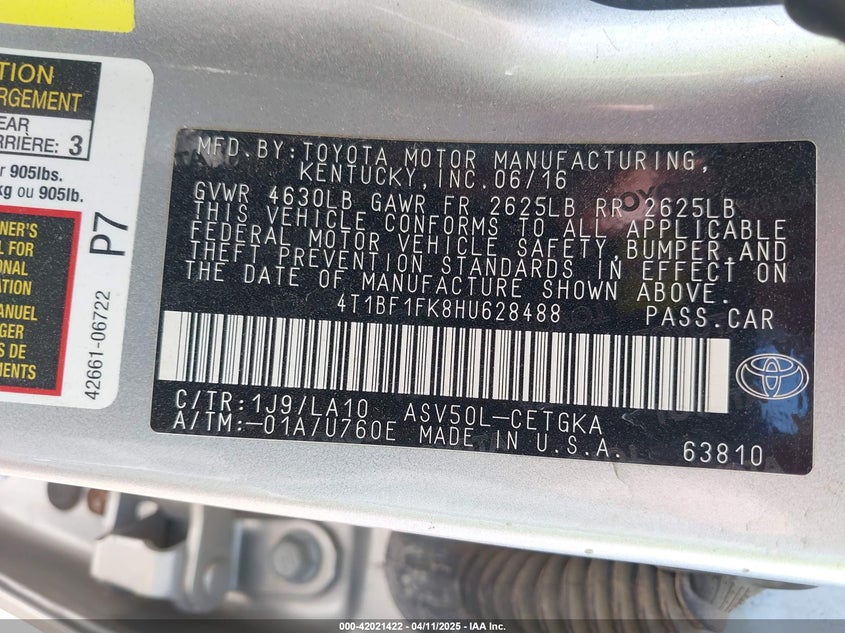 TION
RGEMENT
EAR
RRIÈRE: 3
905lbs.
kg ou 905lb.
NER'S
L FOR
ONAL
ATION
MANUEL
GER
S DE
EMENTS
42661-06722
P7
MFD.BY:TOYOTA MOTOR MANUFACTURING,
KENTUCKY, INC.06/16
GVWR 4630LB GAWR FR 2625LB RR 2625LB
THIS VEHICLE CONFORMS TO ALL APPLICABLE
FEDERAL MOTOR VEHICLE SAFETY,BUMPER,AND
THEFT PREVENTION STANDARDS IN EFFECT ON
THE DATE OF MANUFACTURE SHOWN ABOVE.
4T1BF1FK8HU628488 PASS.CAR
C/TR:1J9/LA10 ASV50L-CETGKA
A/TM:-01A/U760E MADE IN U.S.A. 63810
000-42021422 - 04/11/2025 - IAA Inc.